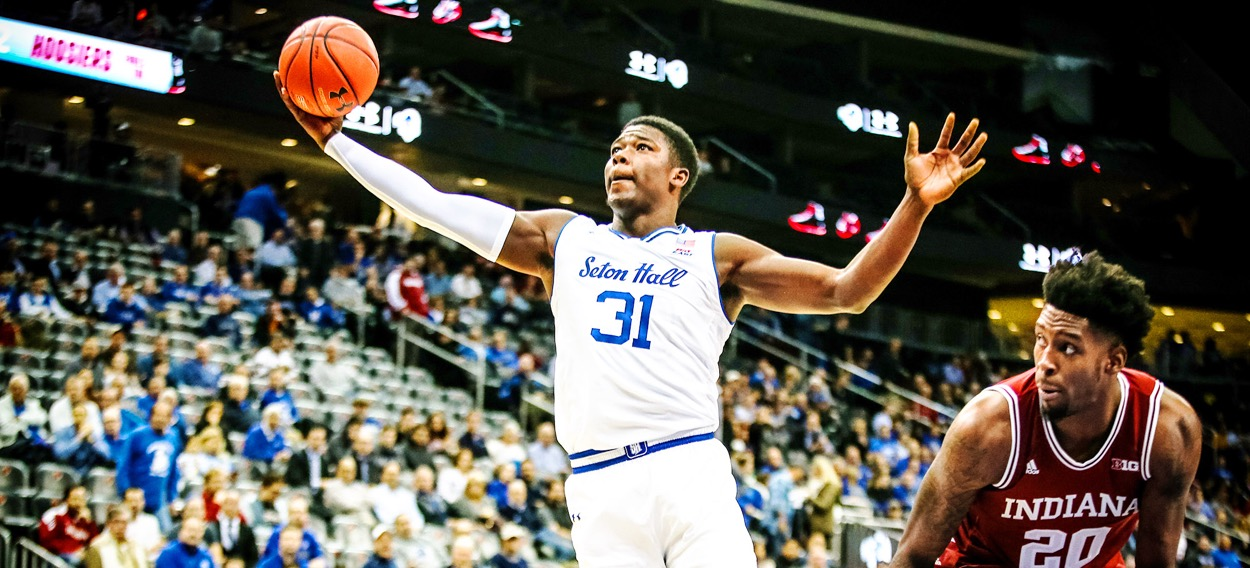 HOOSIERS
Seton Hall
31
B1G
INDIANA
20